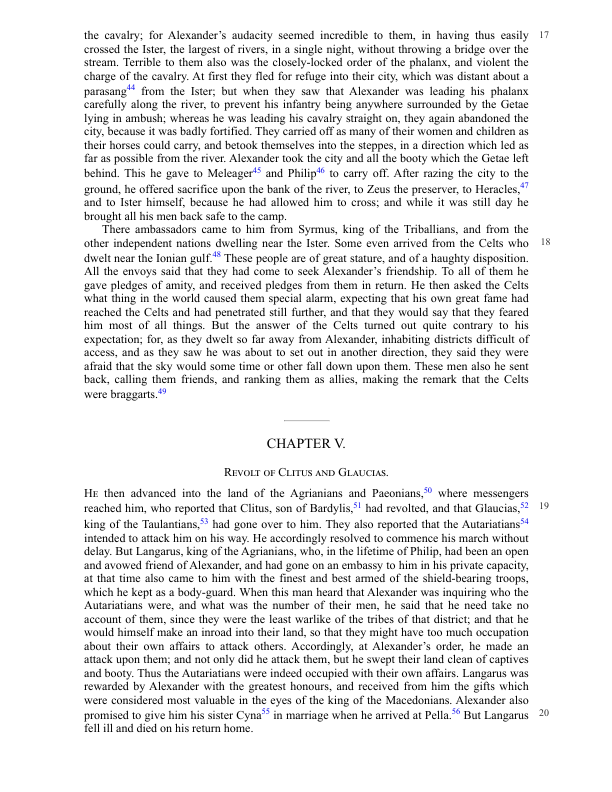 the cavalry; for Alexander's audacity seemed incredible to them, in having thus easily 17
crossed the Ister, the largest of rivers, in a single night, without throwing a bridge over the
stream. Terrible to them also was the closely-locked order of the phalanx, and violent the
charge of the cavalry. At first they fled for refuge into their city, which was distant about a
parasang44 from the Ister; but when they saw that Alexander was leading his phalanx
carefully along the river, to prevent his infantry being anywhere surrounded by the Getae
lying in ambush; whereas he was leading his cavalry straight on, they again abandoned the
city, because it was badly fortified. They carried off as many of their women and children as
their horses could carry, and betook themselves into the steppes, in a direction which led as
far as possible from the river. Alexander took the city and all the booty which the Getae left
behind. This he gave to Meleager45 and Philip46 to carry off. After razing the city to the
ground, he offered sacrifice upon the bank of the river, to Zeus the preserver, to Heracles,47
and to Ister himself, because he had allowed him to cross; and while it was still day he
brought all his men back safe to the camp.
There ambassadors came to him from Syrmus, king of the Triballians, and from the
other independent nations dwelling near the Ister. Some even arrived from the Celts who 18
dwelt near the Ionian gulf.48 These people are of great stature, and of a haughty disposition.
All the envoys said that they had come to seek Alexander's friendship. To all of them he
gave pledges of amity, and received pledges from them in return. He then asked the Celts
what thing in the world caused them special alarm, expecting that his own great fame had
reached the Celts and had penetrated still further, and that they would say that they feared
him most of all things. But the answer of the Celts turned out quite contrary to his
expectation; for, as they dwelt so far away from Alexander, inhabiting districts difficult of
access, and as they saw he was about to set out in another direction, they said they were
afraid that the sky would some time or other fall down upon them. These men also he sent
back, calling them friends, and ranking them as allies, making the remark that the Celts
were braggarts.49
CHAPTER V.
Revolt of Clitus and Glaucias.
He then advanced into the land of the Agrianians and Paeonians,50 where messengers
reached him, who reported that Clitus, son of Bardylis,51 had revolted, and that Glaucias,52 19
king of the Taulantians,53 had gone over to him. They also reported that the Autariatians54
intended to attack him on his way. He accordingly resolved to commence his march without
delay. But Langarus, king of the Agrianians, who, in the lifetime of Philip, had been an open
and avowed friend of Alexander, and had gone on an embassy to him in his private capacity,
at that time also came to him with the finest and best armed of the shield-bearing troops,
which he kept as a body-guard. When this man heard that Alexander was inquiring who the
Autariatians were, and what was the number of their men, he said that he need take no
account of them, since they were the least warlike of the tribes of that district; and that he
would himself make an inroad into their land, so that they might have too much occupation
about their own affairs to attack others. Accordingly, at Alexander's order, he made an
attack upon them; and not only did he attack them, but he swept their land clean of captives
and booty. Thus the Autariatians were indeed occupied with their own affairs. Langarus was
rewarded by Alexander with the greatest honours, and received from him the gifts which
were considered most valuable in the eyes of the king of the Macedonians. Alexander also
promised to give him his sister Cyna55 in marriage when he arrived at Pella.56 But Langarus 20
fell ill and died on his return home.